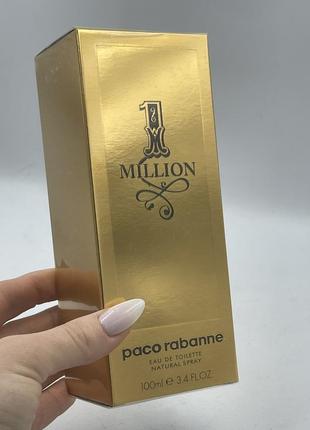 1
MILLION
paco rabanne
EAU DE TOILETTE
NATURAL SPRAY
100ml e 3.4 FL.OZ.